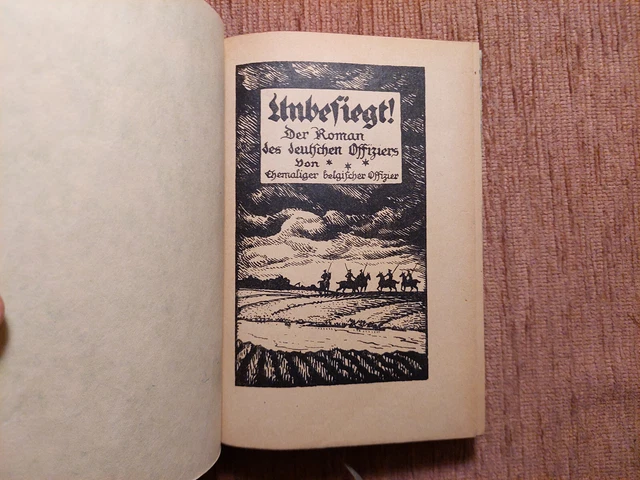 Unbesiegt!
Der Roman
des deutschen Offiziers
Von * * *
Ehemaliger belgischer Offizier